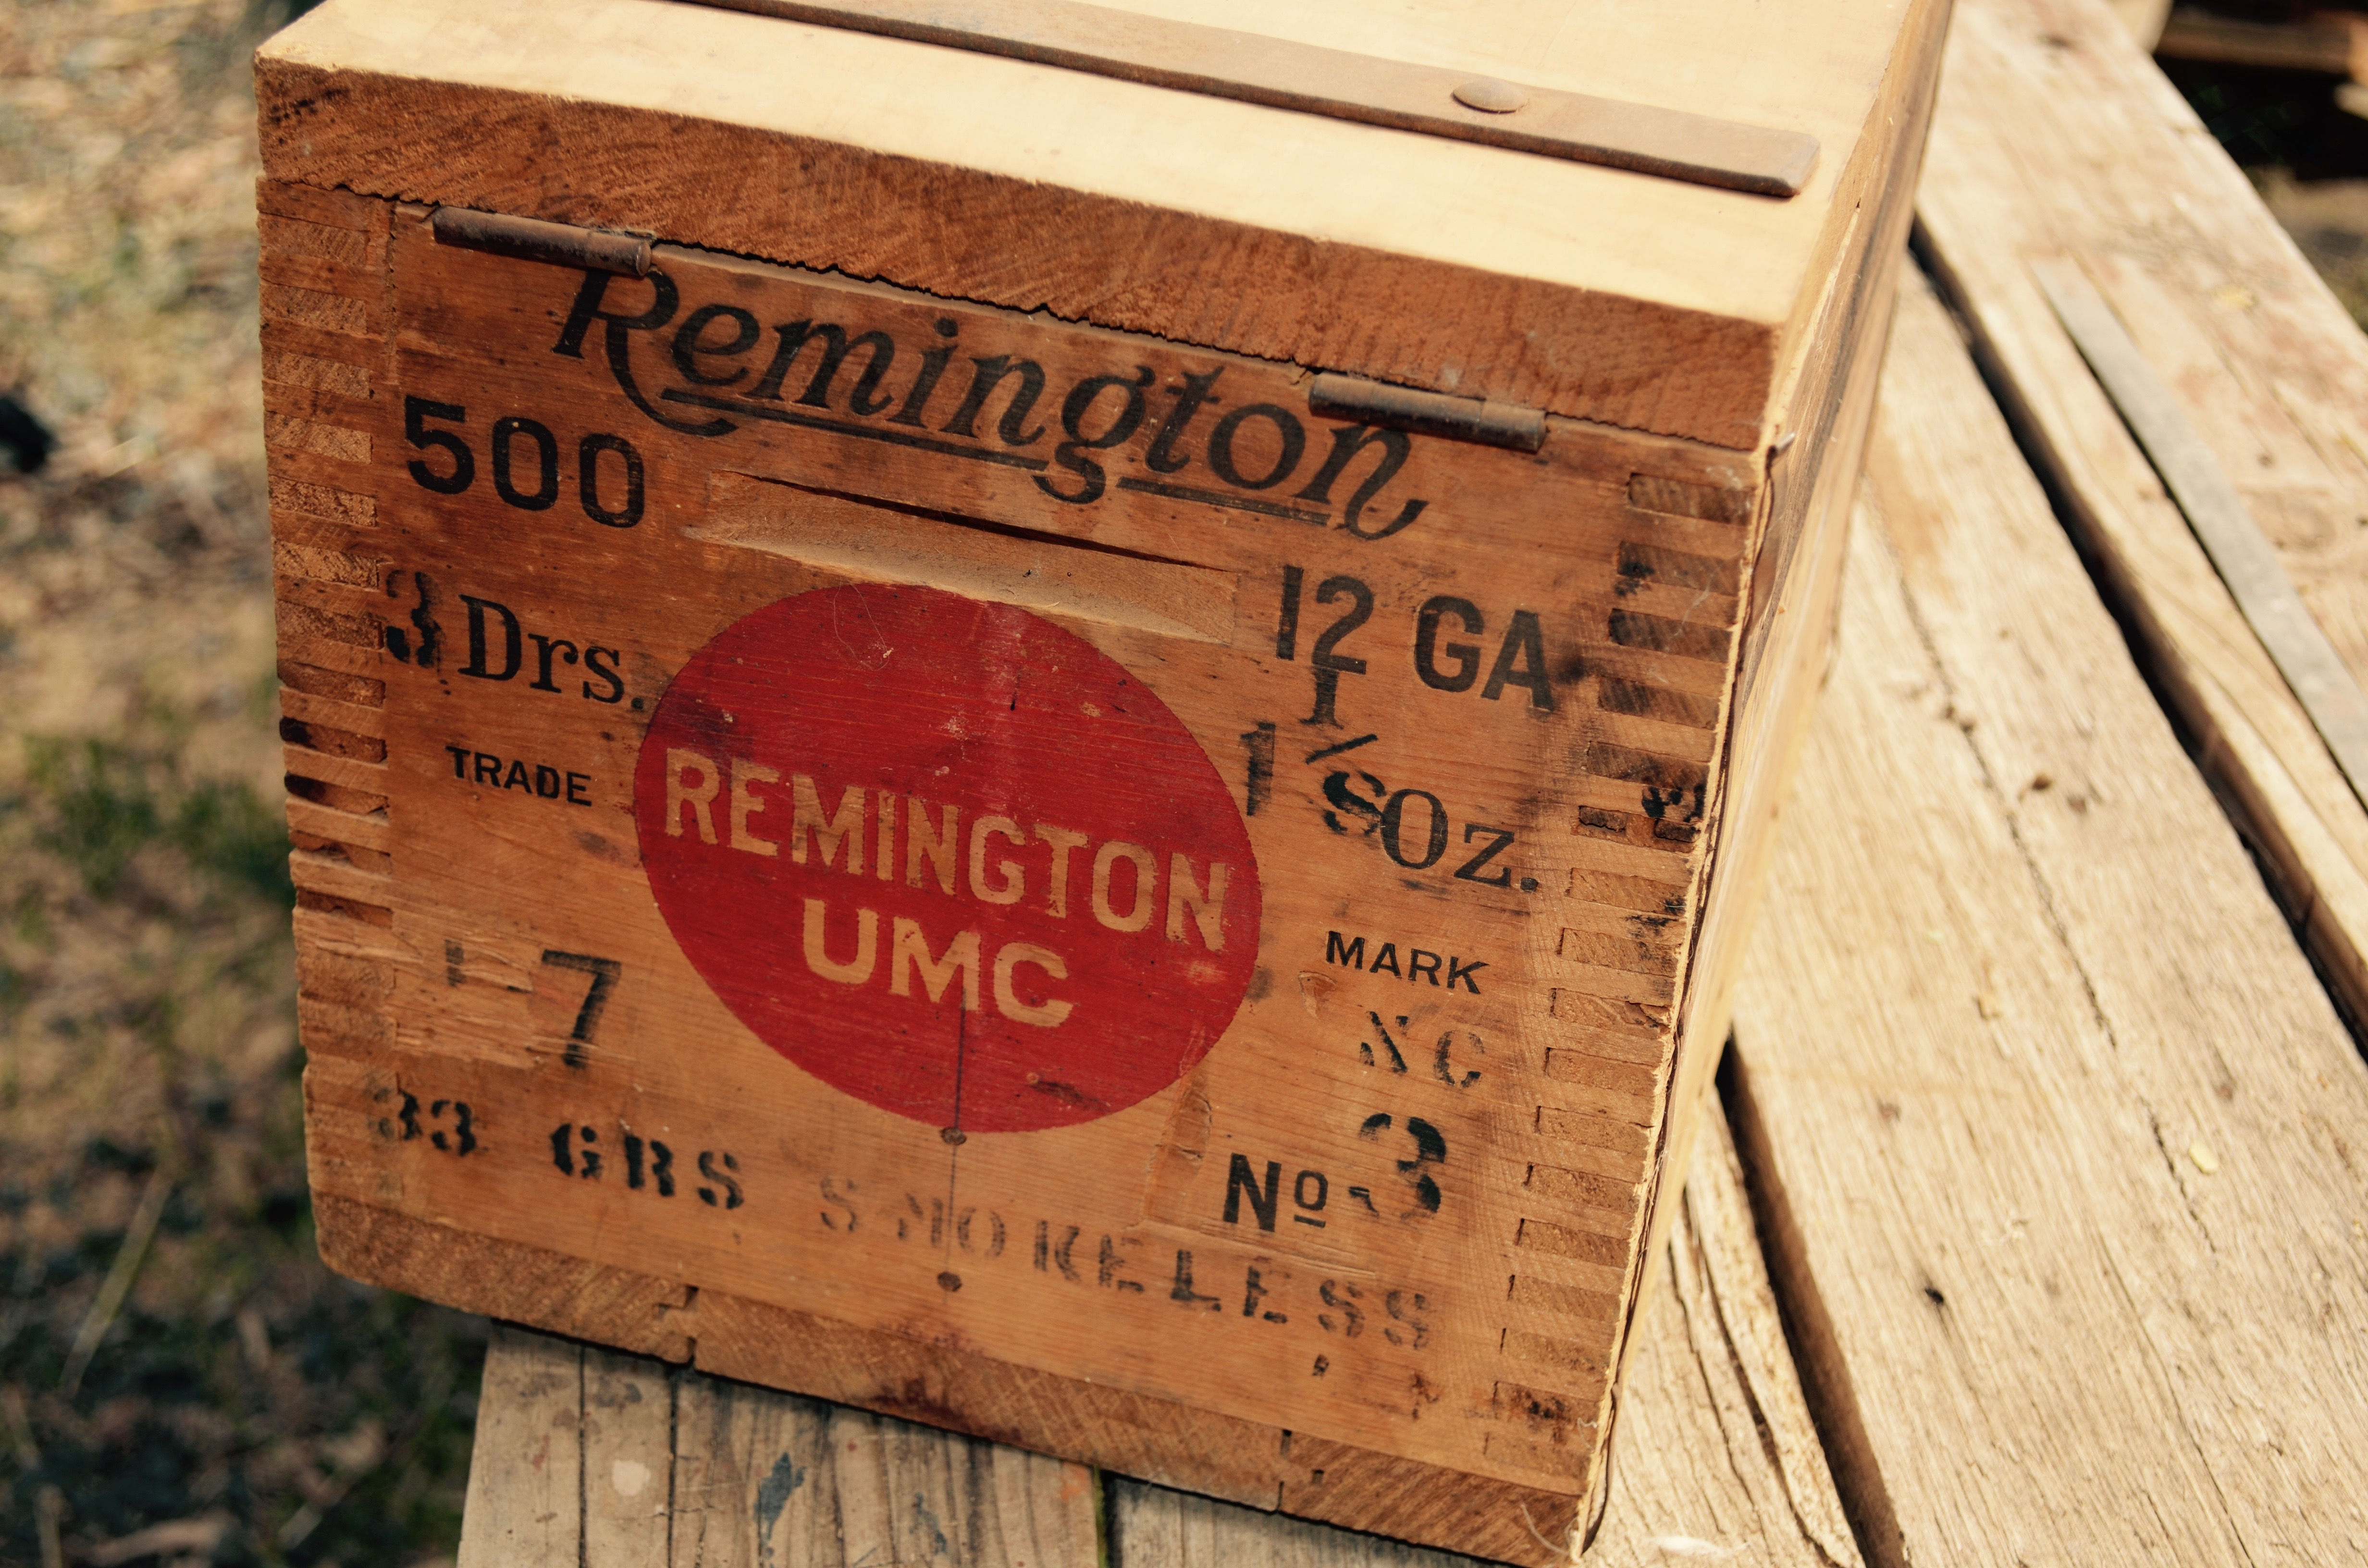 Remington
500
12 GA
3 Drs.
1 1/8 Oz.
TRADE
REMINGTON
UMC
MARK
7
NC
No 3
33 GRS SMOKELESS